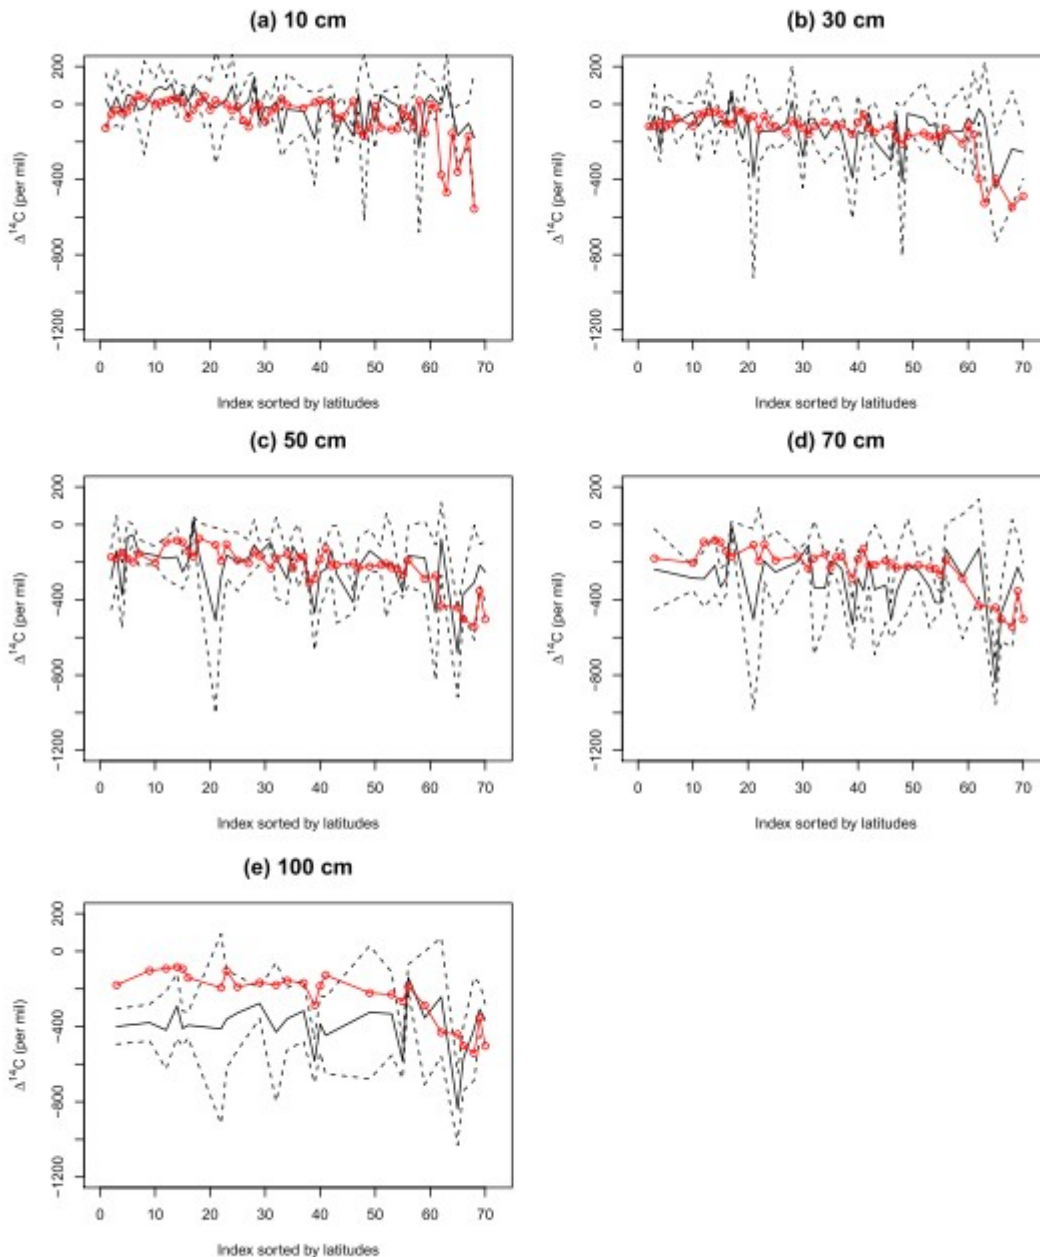 (a) 10 cm
(b) 30 cm
200
0
−400
−800
−1200
Δ14C (per mil)
0 10 20 30 40 50 60 70
Index sorted by latitudes
200
0
−400
−800
−1200
Δ14C (per mil)
0 10 20 30 40 50 60 70
Index sorted by latitudes
(c) 50 cm
(d) 70 cm
200
0
−400
−800
−1200
Δ14C (per mil)
0 10 20 30 40 50 60 70
Index sorted by latitudes
200
0
−400
−800
−1200
Δ14C (per mil)
0 10 20 30 40 50 60 70
Index sorted by latitudes
(e) 100 cm
200
0
−400
−800
−1200
Δ14C (per mil)
0 10 20 30 40 50 60 70
Index sorted by latitudes